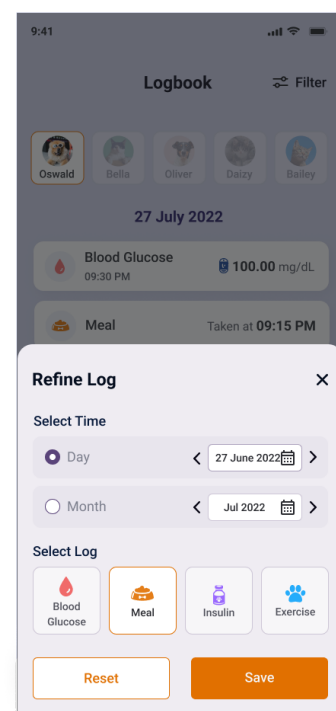 9:41
Logbook
Filter
Oswald
Bella
Oliver
Daizy
Bailey
27 July 2022
Blood Glucose
100.00 mg/dL
09:30 PM
Meal
Taken at 09:15 PM
Refine Log
Select Time
Day
27 June 2022
Month
Jul 2022
Select Log
Blood
Glucose
Meal
Insulin
Exercise
Reset
Save